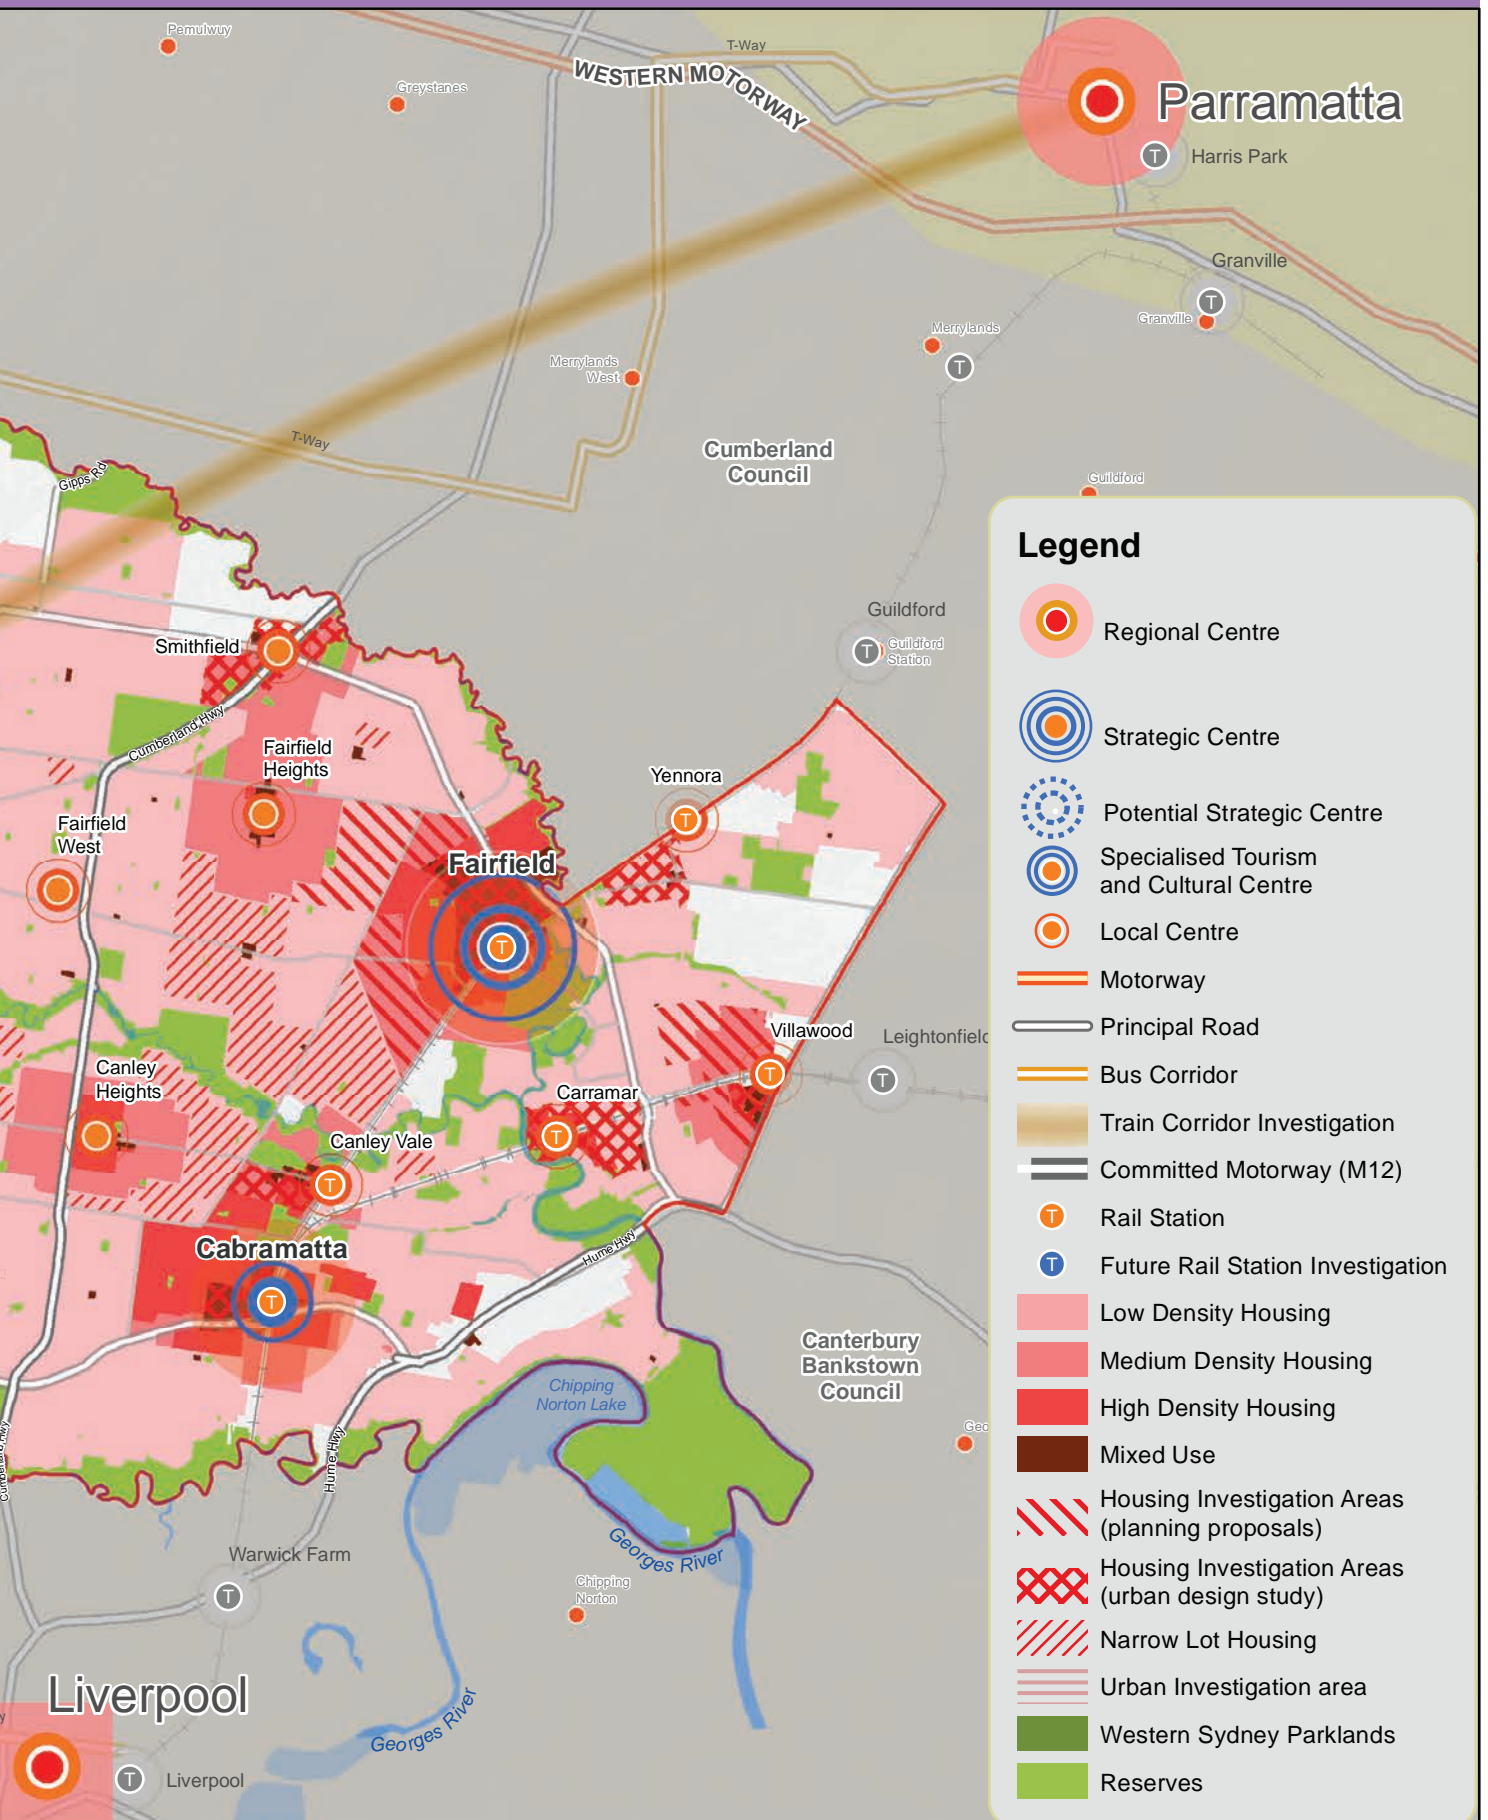 Pemulwuy
Greystanes
T-Way
WESTERN MOTORWAY
Parramatta
T
Harris Park
Granville
T
Granville
Merrylands
T
Merrylands
West
T-Way
Cumberland
Council
Guildford
Gipps Rd
Guildford
T
Guildford
Station
Smithfield
Cumberland Hwy
Fairfield
Heights
Yennora
T
Fairfield
West
Fairfield
T
Villawood
T
Leightonfield
T
Canley
Heights
Carramar
T
Canley Vale
T
Cabramatta
T
Hume Hwy
Canterbury
Bankstown
Council
Chipping
Norton Lake
Cumberland Hwy
Hume Hwy
Georges River
Warwick Farm
T
Chipping
Norton
Liverpool
Georges River
T
Liverpool
Legend
Regional Centre
Strategic Centre
Potential Strategic Centre
Specialised Tourism
and Cultural Centre
Local Centre
Motorway
Principal Road
Bus Corridor
Train Corridor Investigation
Committed Motorway (M12)
T
Rail Station
T
Future Rail Station Investigation
Low Density Housing
Medium Density Housing
High Density Housing
Mixed Use
Housing Investigation Areas
(planning proposals)
Housing Investigation Areas
(urban design study)
Narrow Lot Housing
Urban Investigation area
Western Sydney Parklands
Reserves